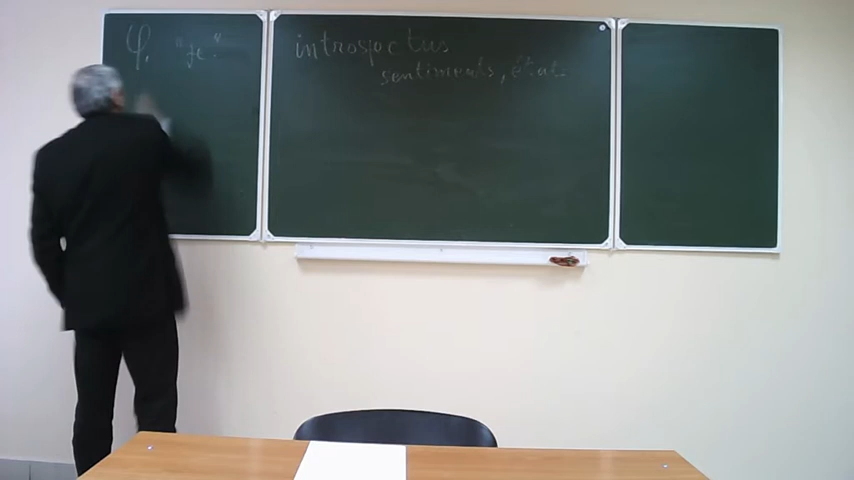 φ, "je"
introspectus
sentiments, état